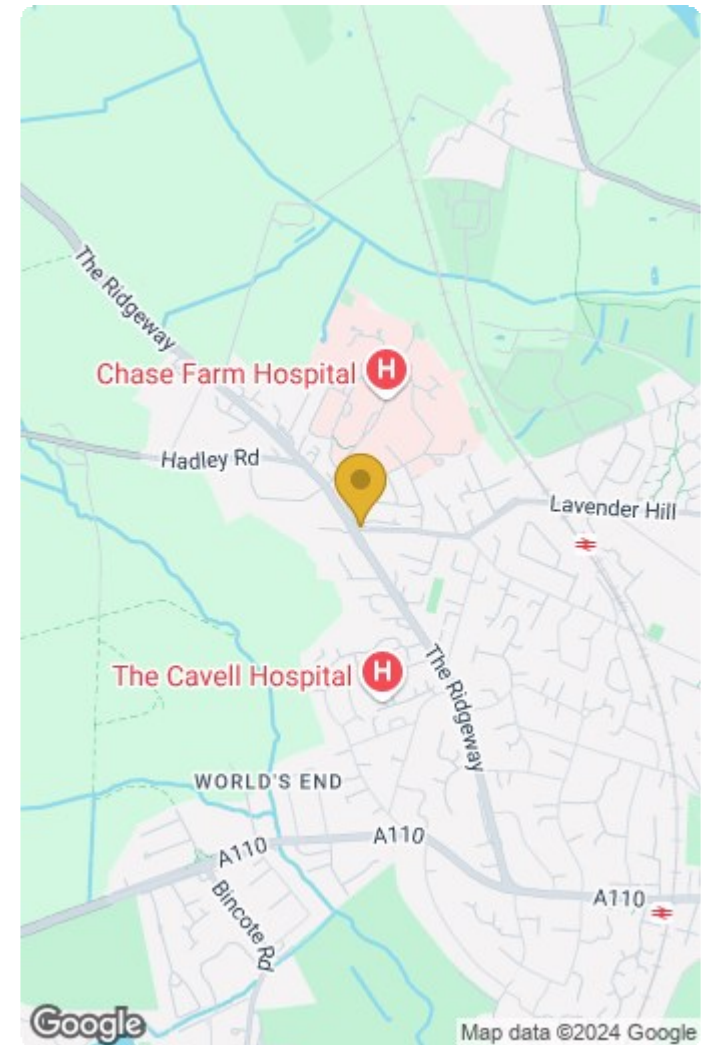 The Ridgeway
Chase Farm Hospital
H
Hadley Rd
Lavender Hill
The Cavell Hospital
H
The Ridgeway
WORLD'S END
A110
A110
Bincote Rd
A110
Google
Map data ©2024 Google